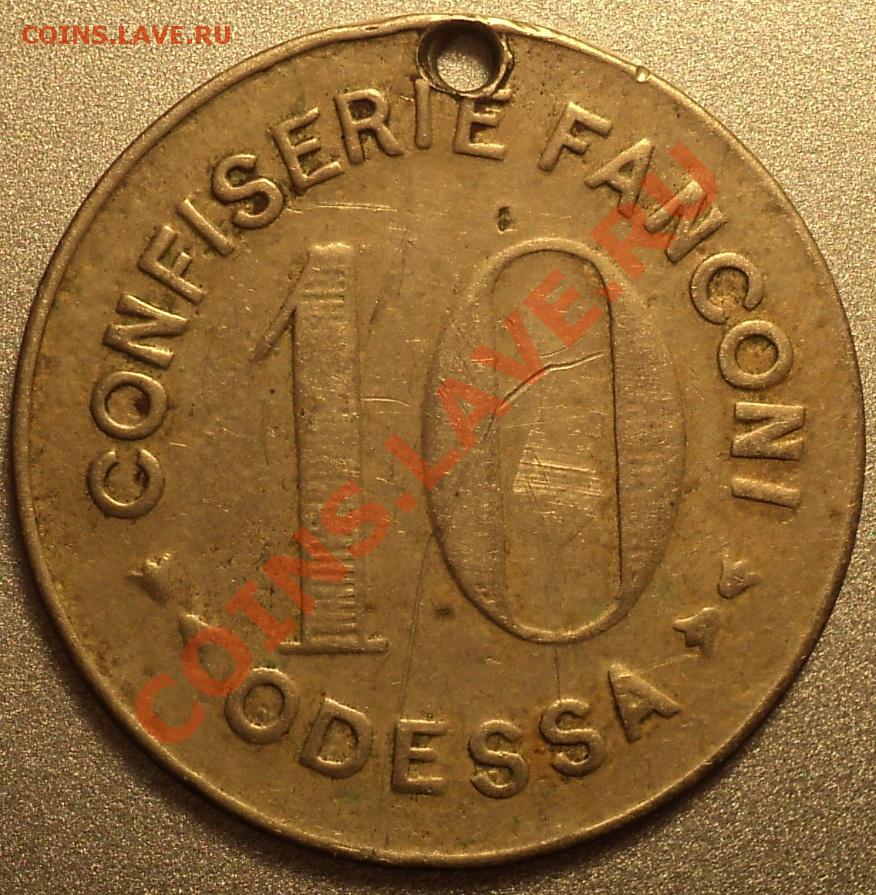 COINS.LAVE.RU
CONFISERIE FANCONI
10
ODESSA
COINS.LAVE.RU